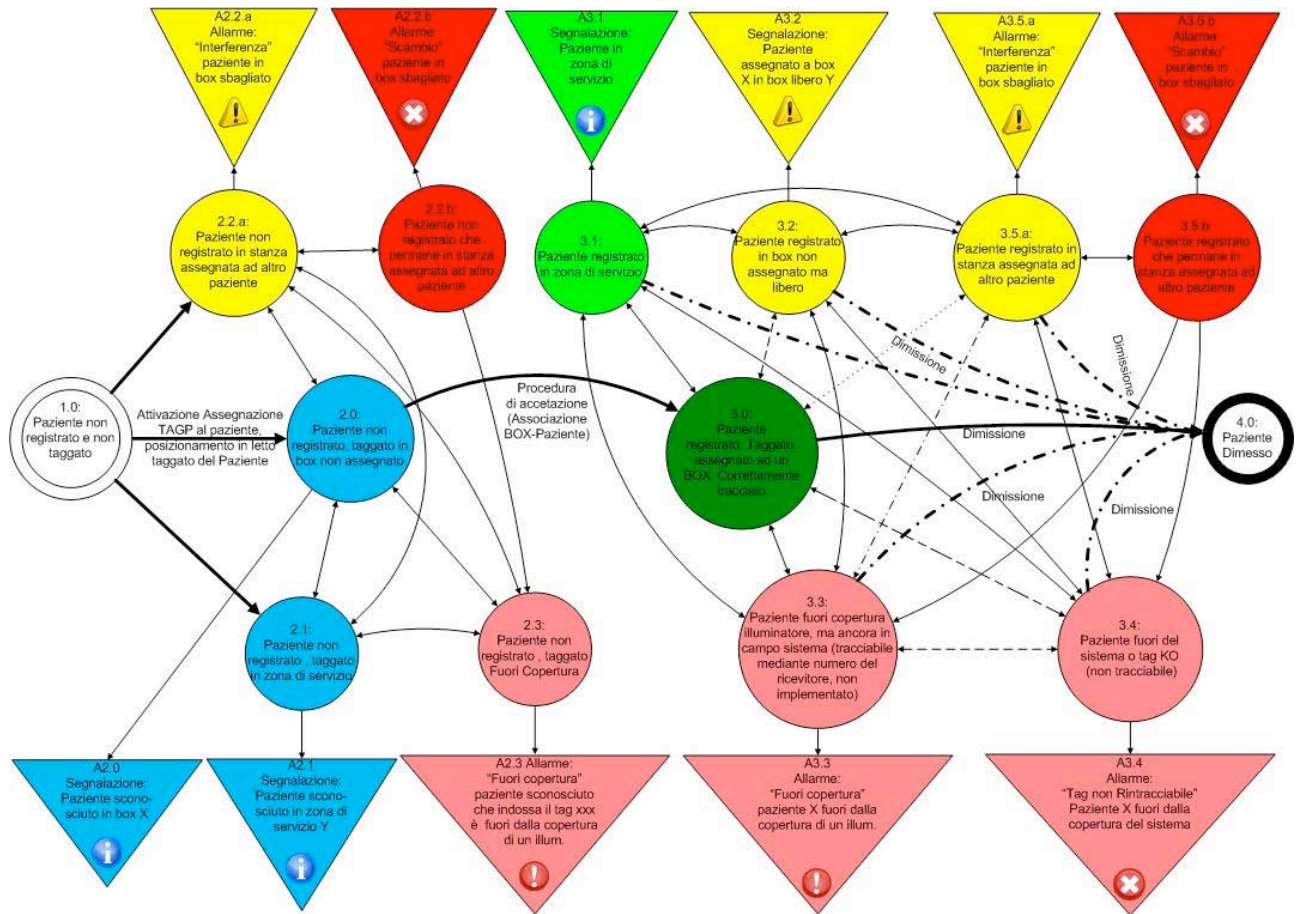 A2.2.a
Allarme:
"Interferenza"
paziente in
box sbagliato
A2.2.b
Allarme:
"Scambio"
paziente in
box sbagliato
A3.1
Segnalazione:
Paziente in
zona di
servizio
A3.2
Segnalazione:
Paziente
assegnato a box
X in box libero Y
A3.5.a
Allarme:
"Interferenza"
paziente in
box sbagliato
A3.5 b
Allarme:
"Scambio"
paziente in
box sbagliato
2.2.a:
Paziente non
registrato in stanza
assegnata ad altro
paziente
2.2.b:
Paziente non
registrato che
permane in stanza
assegnata ad altro
paziente
3.1:
Paziente registrato
in zona di servizio
3.2:
Paziente registrato
in box non
assegnato ma
libero
3.5.a:
Paziente registrato in
stanza assegnata ad
altro paziente
3.5.b:
Paziente registrato
che permane in
stanza assegnata ad
altro paziente
1.0:
Paziente non
registrato e non
taggato
Attivazione Assegnazione
TAGP al paziente,
posizionamento in letto
taggato del Paziente
2.0:
Paziente non
registrato, taggato in
box non assegnato
Procedura
di accetazione
(Associazione
BOX-Paziente)
3.0:
Paziente
registrato, Taggato,
assegnato ad un
BOX. Correttamente
tracciato
Dimissione
Dimissione
Dimissione
Dimissione
Dimissione
4.0:
Paziente
Dimesso
2.1:
Paziente non
registrato , taggato
in zona di servizio
2.3:
Paziente non
registrato , taggato
Fuori Copertura
3.3:
Paziente fuori copertura
illuminatore, ma ancora in
campo sistema (tracciabile
mediante numero del
ricevitore, non
implementato)
3.4:
Paziente fuori del
sistema o tag KO
(non tracciabile)
A2.0
Segnalazione:
Paziente scono-
sciuto in box X
A2.1
Segnalazione:
Paziente scono-
sciuto in zona di
servizio Y
A2.3 Allarme:
"Fuori copertura"
paziente sconosciuto
che indossa il tag xxx
è fuori dalla copertura
di un illum.
A3.3
Allarme:
"Fuori copertura"
paziente X fuori dalla
copertura di un illum.
A3.4
Allarme:
"Tag non Rintracciabile"
Paziente X fuori dalla
copertura del sistema